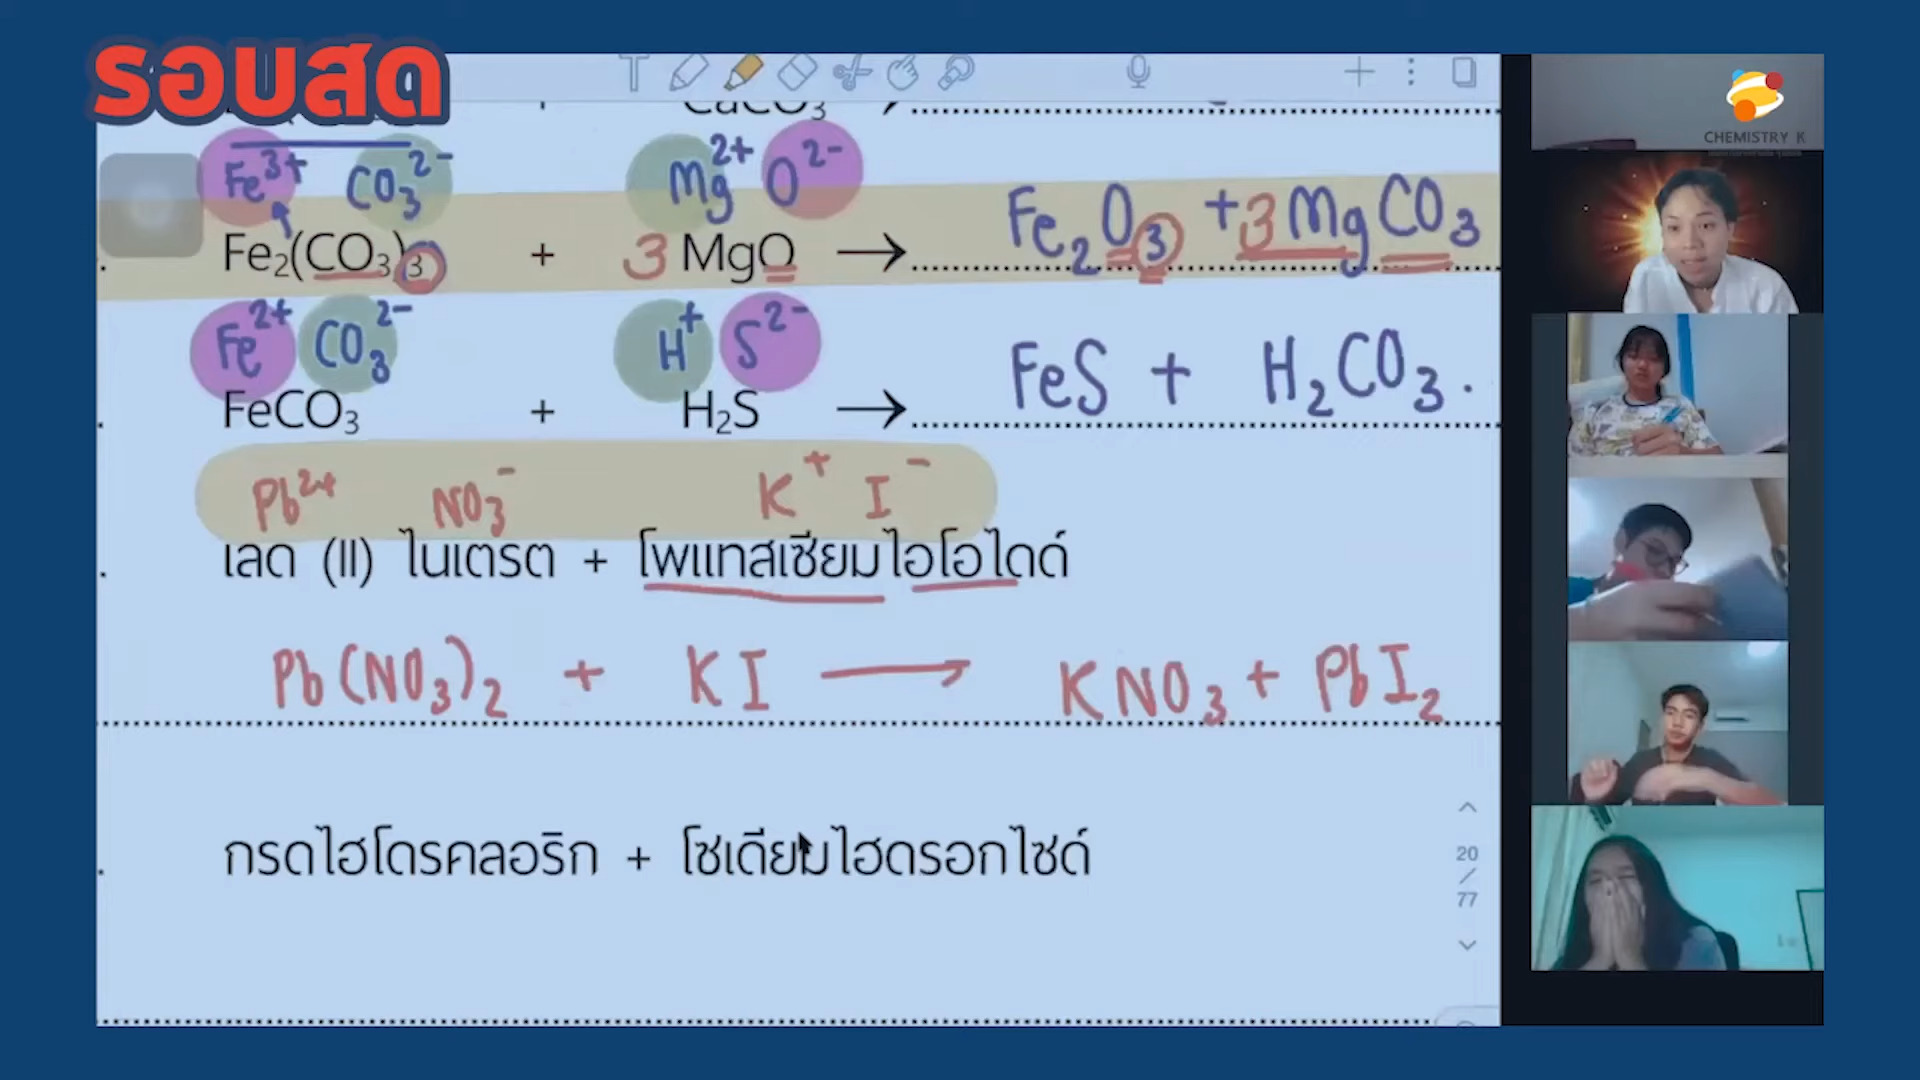 รอบสด
CHEMISTRY K
+ CaCO₃ → ....................
Fe³⁺ CO₃²⁻ Mg²⁺ O²⁻
Fe₂(CO₃)₃ + 3 MgO → Fe₂O₃ + 3MgCO₃
Fe²⁺ CO₃²⁻ H⁺ S²⁻
FeCO₃ + H₂S → FeS + H₂CO₃.
Pb²⁺ NO₃⁻ K⁺ I⁻
เลด (II) ไนเตรต + โพแทสเซียมไอโอไดด์
Pb(NO₃)₂ + KI → KNO₃ + PbI₂
กรดไฮโดรคลอริก + โซเดียมไฮดรอกไซด์
20
/
77